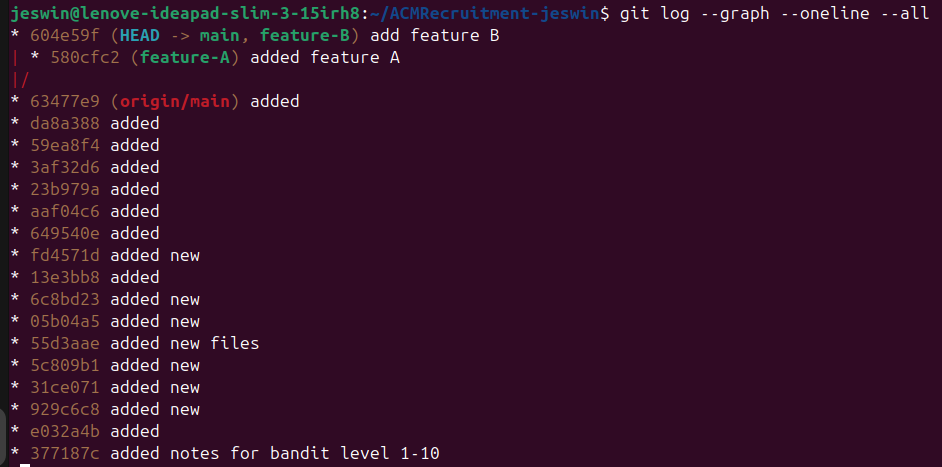 jeswin@lenove-ideapad-slim-3-15irh8:~/ACMRecruitment-jeswin$ git log --graph --oneline --all
* 604e59f (HEAD -> main, feature-B) add feature B
| * 580cfc2 (feature-A) added feature A
|/
* 63477e9 (origin/main) added
* da8a388 added
* 59ea8f4 added
* 3af32d6 added
* 23b979a added
* aaf04c6 added
* 649540e added
* fd4571d added new
* 13e3bb8 added
* 6c8bd23 added new
* 05b04a5 added new
* 55d3aae added new files
* 5c809b1 added new
* 31ce071 added new
* 929c6c8 added new
* e032a4b added
* 377187c added notes for bandit level 1-10